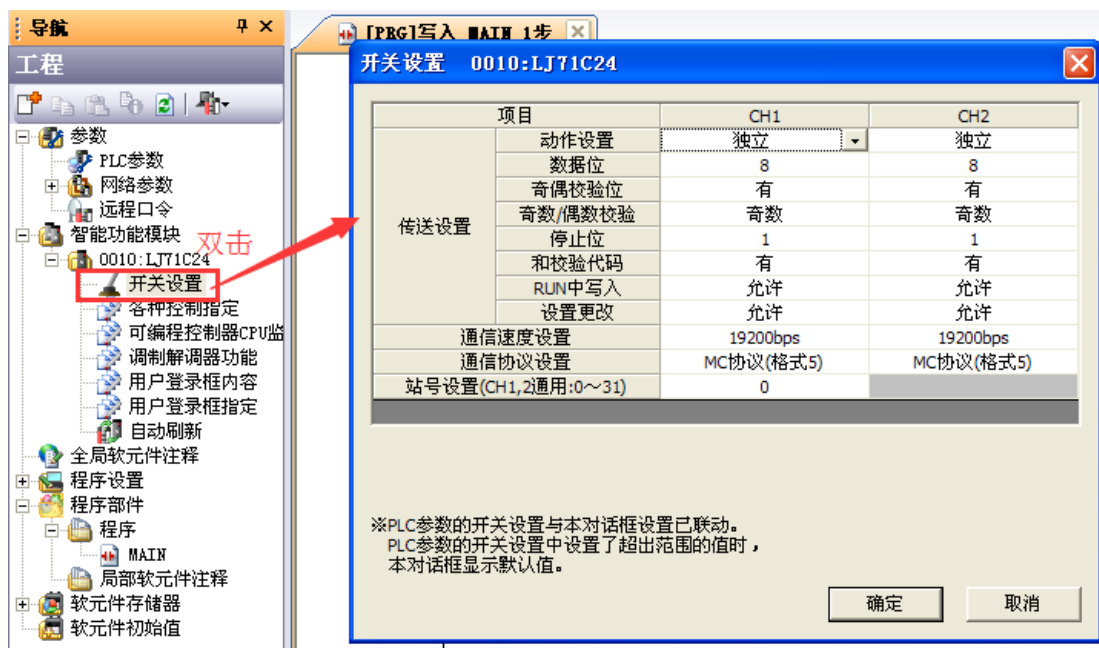 导航
工程
参数
PLC参数
网络参数
远程口令
智能功能模块
0010:LJ71C24
开关设置
各种控制指定
可编程控制器CPU监
调制解调器功能
用户登录框内容
用户登录框指定
自动刷新
全局软元件注释
程序设置
程序部件
程序
MAIN
局部软元件注释
软元件存储器
软元件初始值
双击
[PRG]写入 MAIN 1步
开关设置 0010:LJ71C24
项目 CH1 CH2
传送设置
动作设置 独立 独立
数据位 8 8
奇偶校验位 有 有
奇数/偶数校验 奇数 奇数
停止位 1 1
和校验代码 有 有
RUN中写入 允许 允许
设置更改 允许 允许
通信速度设置 19200bps 19200bps
通信协议设置 MC协议(格式5) MC协议(格式5)
站号设置(CH1,2通用:0~31) 0
※PLC参数的开关设置与本对话框设置已联动。
PLC参数的开关设置中设置了超出范围的值时，
本对话框显示默认值。
确定 取消